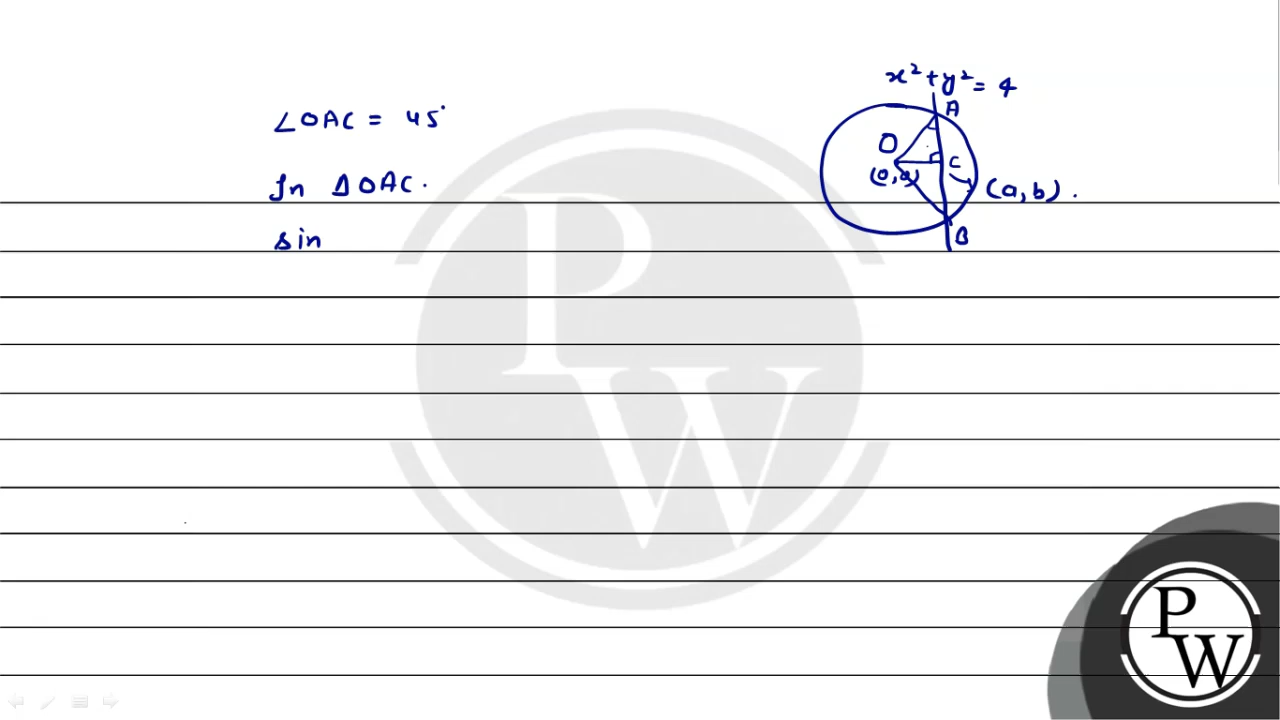 ∠OAC = 45°
In ΔOAC.
sin
x² + y² = 4
A
O
C
(0,0)
(a, b).
B
P
W
P
W